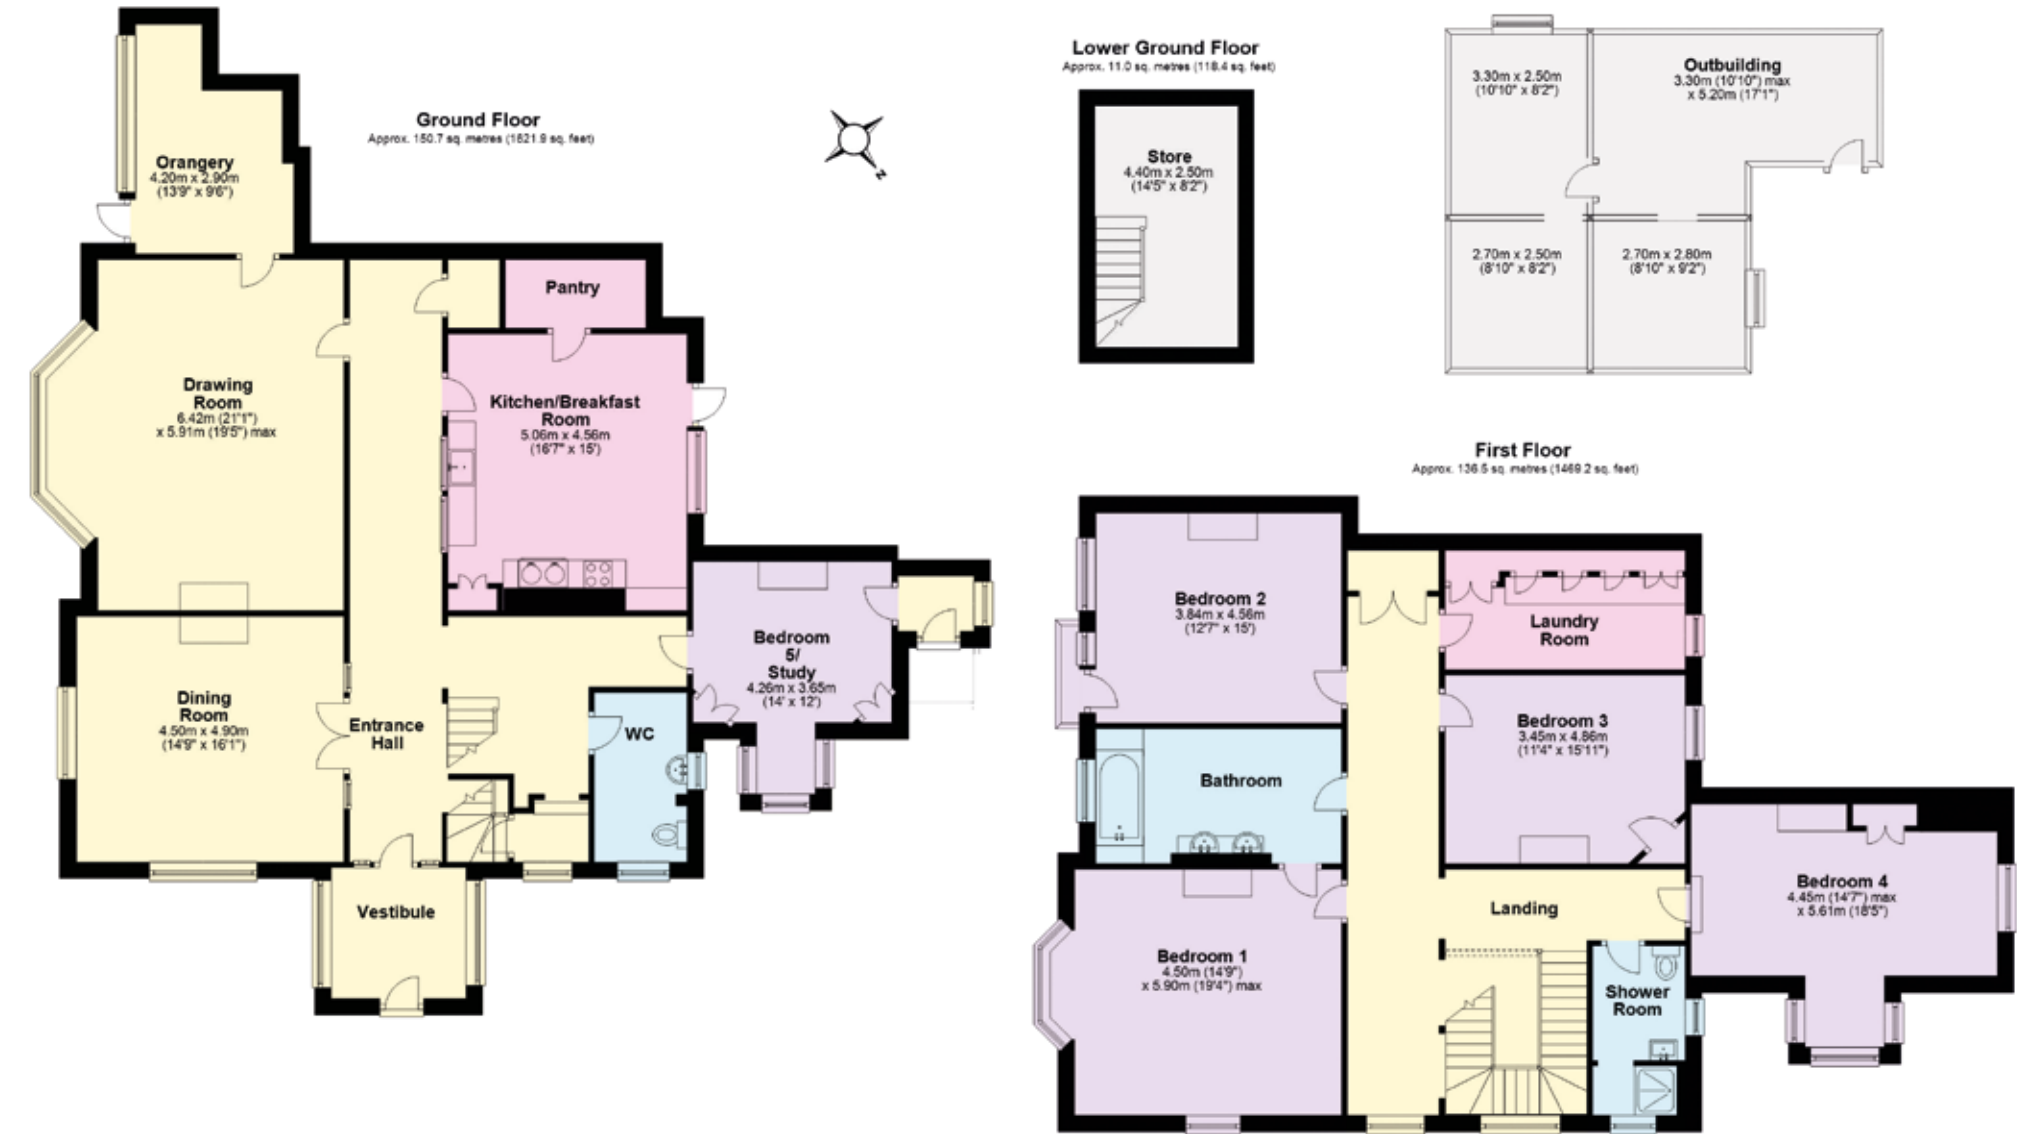 Ground Floor
Approx. 150.7 sq. metres (1621.9 sq. feet)
Orangery
4.20m x 2.90m
(13'9" x 9'6")
Pantry
Drawing
Room
6.42m (21'1")
x 5.91m (19'5") max
Kitchen/Breakfast
Room
5.06m x 4.56m
(16'7" x 15')
Bedroom
5/
Study
4.26m x 3.65m
(14' x 12')
Dining
Room
4.50m x 4.90m
(14'9" x 16'1")
Entrance
Hall
WC
Vestibule
N
Lower Ground Floor
Approx. 11.0 sq. metres (118.4 sq. feet)
Store
4.40m x 2.50m
(14'5" x 8'2")
3.30m x 2.50m
(10'10" x 8'2")
Outbuilding
3.30m (10'10") max
x 5.20m (17'1")
2.70m x 2.50m
(8'10" x 8'2")
2.70m x 2.80m
(8'10" x 9'2")
First Floor
Approx. 136.5 sq. metres (1469.2 sq. feet)
Bedroom 2
3.84m x 4.56m
(12'7" x 15')
Laundry
Room
Bedroom 3
3.45m x 4.86m
(11'4" x 15'11")
Bathroom
Bedroom 4
4.45m (14'7") max
x 5.61m (18'5")
Landing
Bedroom 1
4.50m (14'9")
x 5.90m (19'4") max
Shower
Room